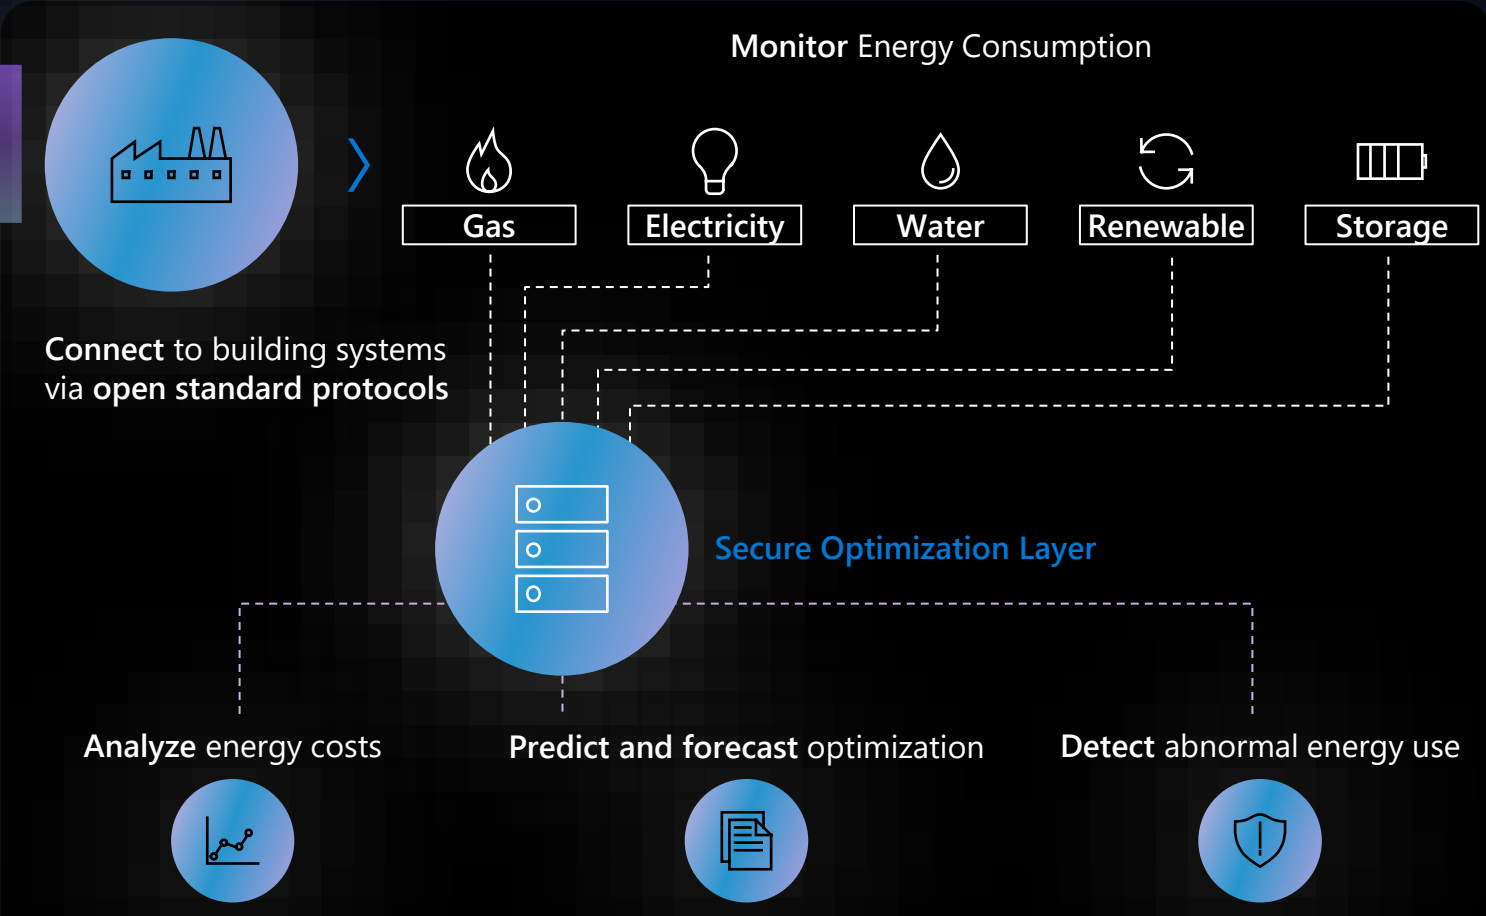 Monitor Energy Consumption
Gas
Electricity
Water
Renewable
Storage
Connect to building systems
via open standard protocols
Secure Optimization Layer
Analyze energy costs
Predict and forecast optimization
Detect abnormal energy use